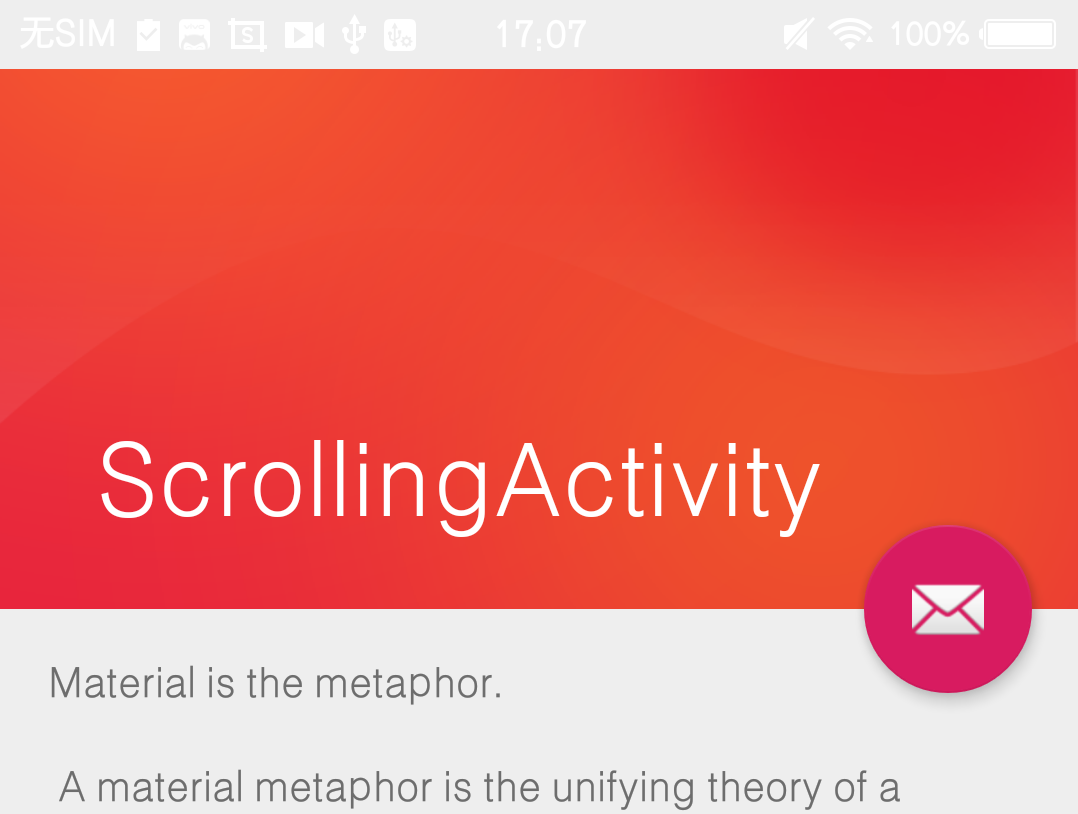 无SIM 17:07 100%
ScrollingActivity
Material is the metaphor.
A material metaphor is the unifying theory of a